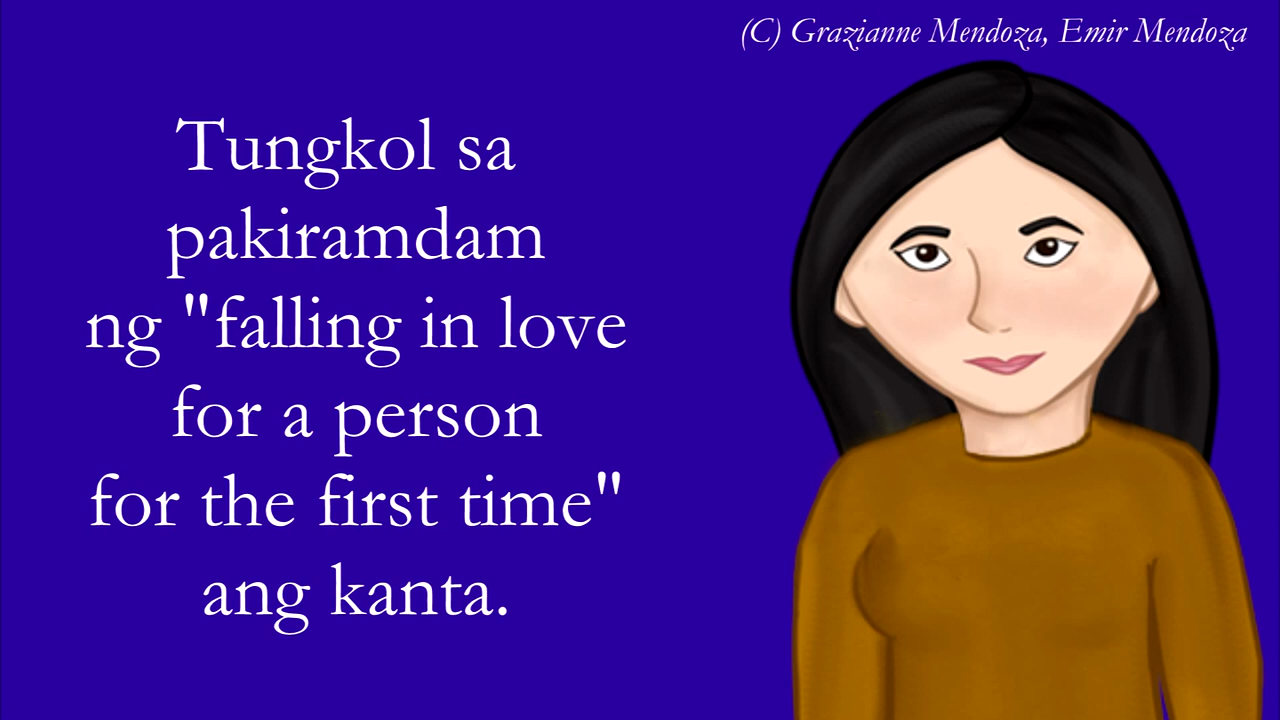 (C) Grazianne Mendoza, Emir Mendoza
Tungkol sa
pakiramdam
ng "falling in love
for a person
for the first time"
ang kanta.